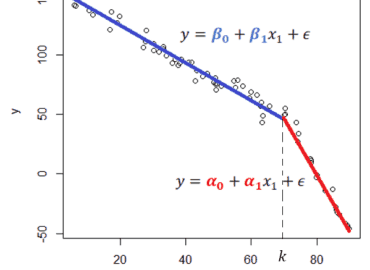 y = β₀ + β₁x₁ + ϵ
100
50
y
0
y = α₀ + α₁x₁ + ϵ
-50
20 40 60 k 80